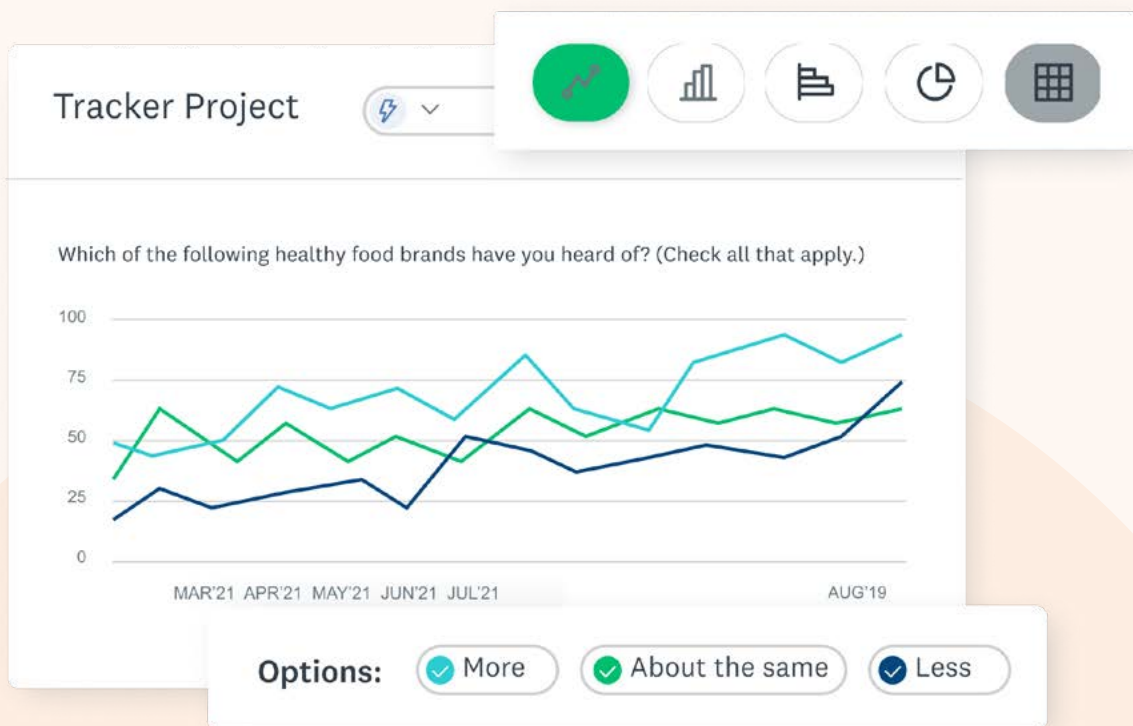 Tracker Project
Which of the following healthy food brands have you heard of? (Check all that apply.)
100
75
50
25
0
MAR'21 APR'21 MAY'21 JUN'21 JUL'21 AUG'19
Options: More About the same Less